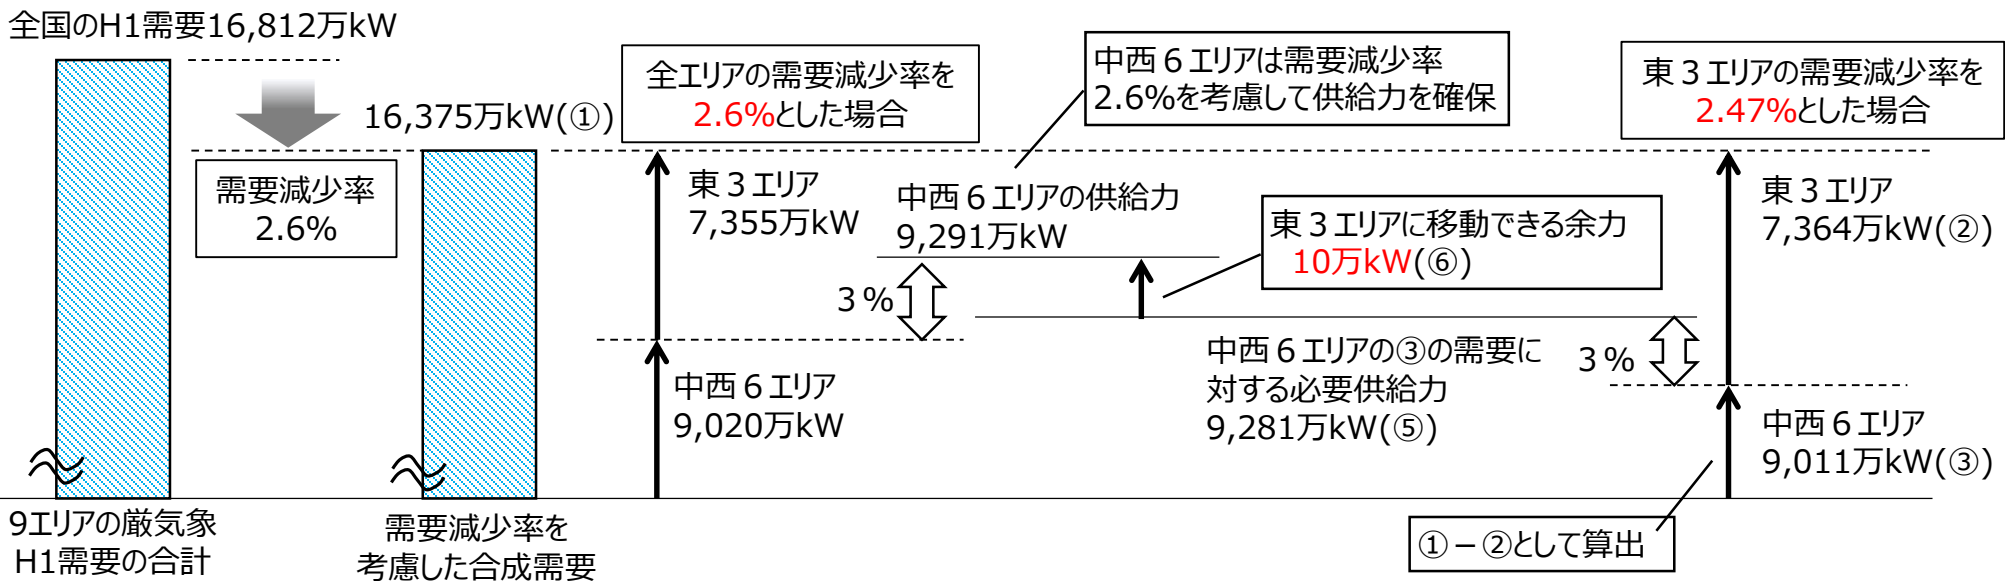 全国のH1需要16,812万kW
16,375万kW(①)
需要減少率
2.6%
全エリアの需要減少率を
2.6%とした場合
東３エリア
7,355万kW
中西６エリア
9,020万kW
中西６エリアは需要減少率
2.6%を考慮して供給力を確保
中西６エリアの供給力
9,291万kW
3％
東３エリアに移動できる余力
10万kW(⑥)
中西６エリアの③の需要に
対する必要供給力
9,281万kW(⑤)
3％
東３エリアの需要減少率を
2.47%とした場合
東３エリア
7,364万kW(②)
中西６エリア
9,011万kW(③)
①－②として算出
9エリアの厳気象
H1需要の合計
需要減少率を
考慮した合成需要